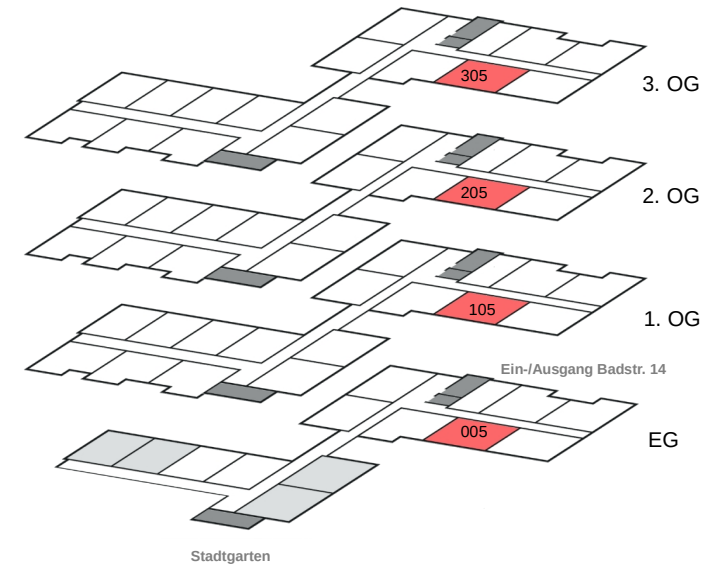 305
3. OG
205
2. OG
105
1. OG
Ein-/Ausgang Badstr. 14
005
EG
Stadtgarten